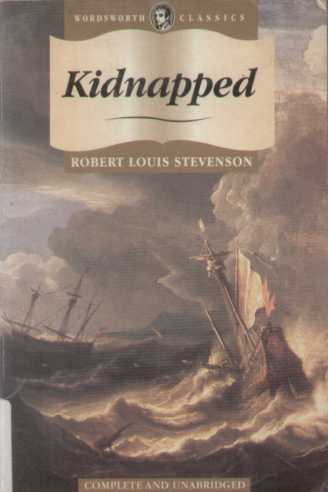 WORDSWORTH CLASSICS
Kidnapped
ROBERT LOUIS STEVENSON
COMPLETE AND UNABRIDGED